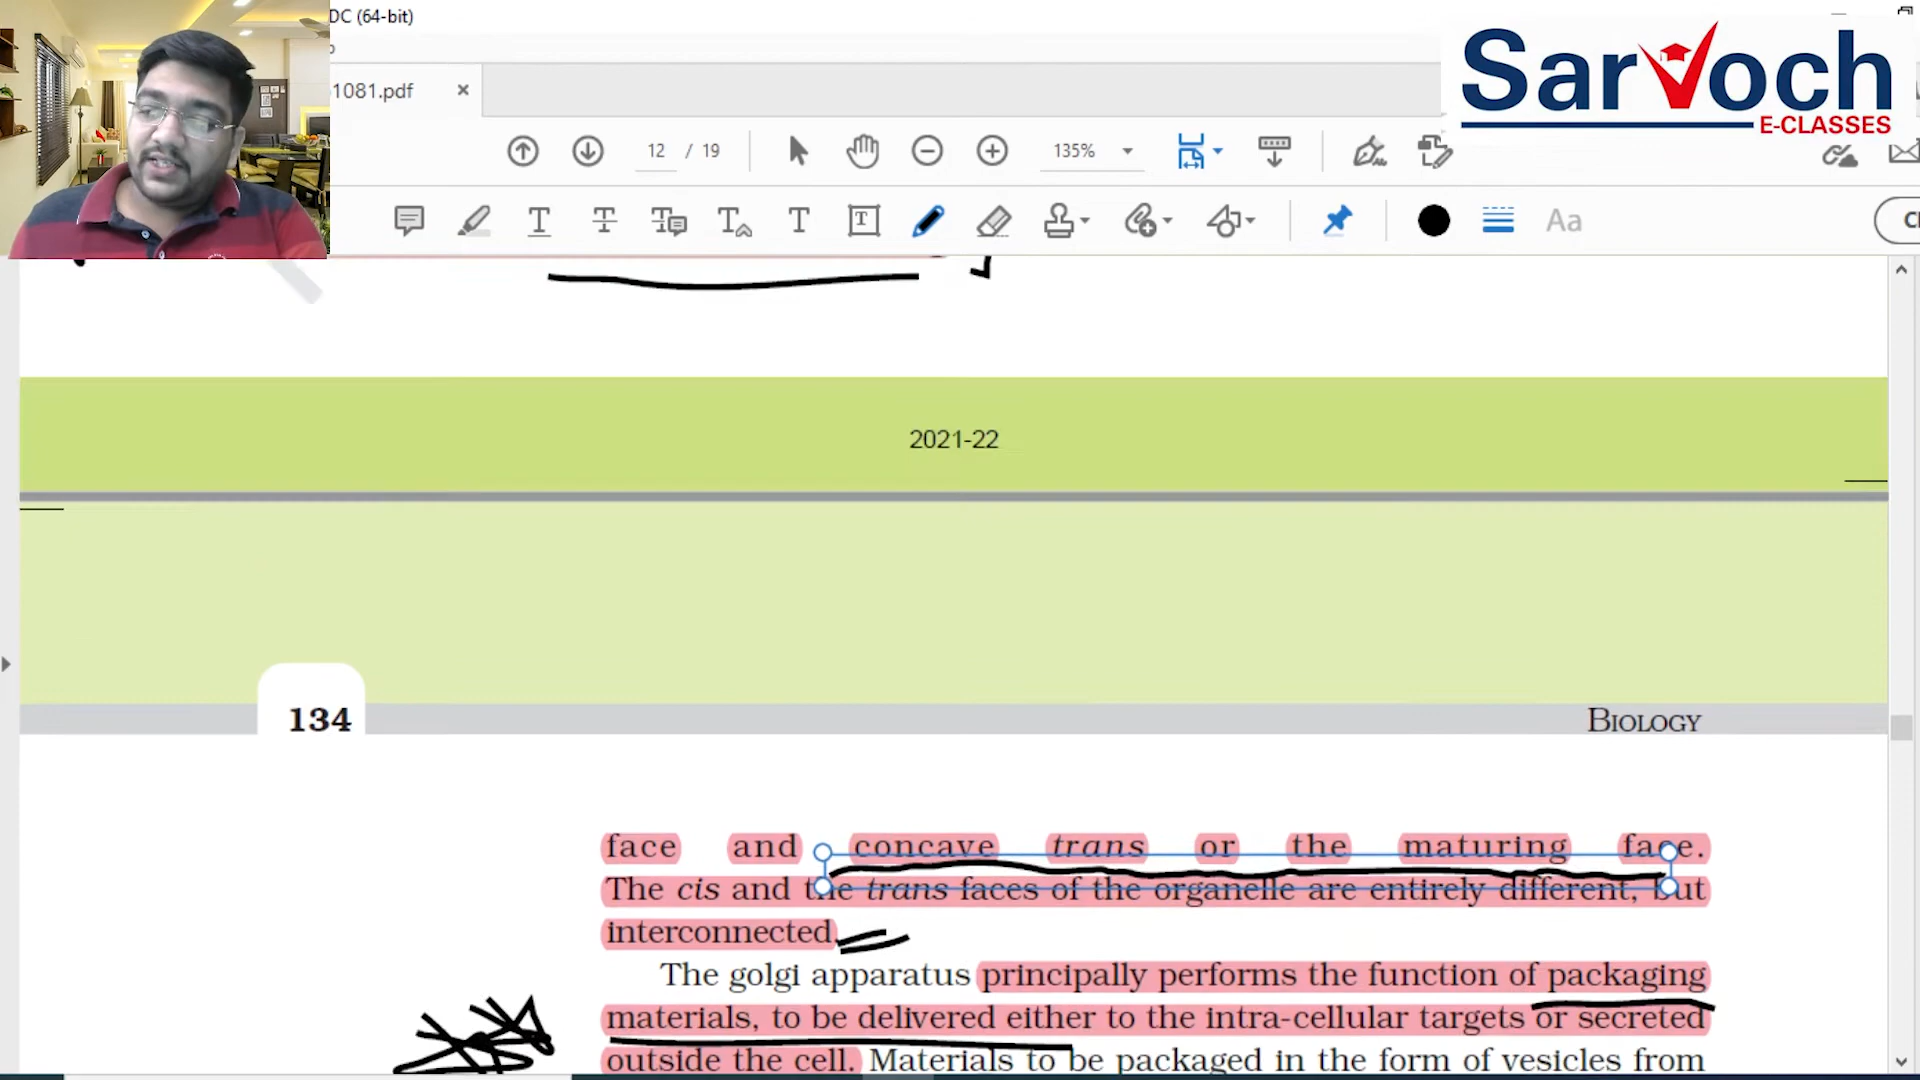 DC (64-bit)
Sarvoch
E-CLASSES
1081.pdf
12 / 19
135%
Aa
2021-22
134
BIOLOGY
face and concave trans or the maturing face.
The cis and the trans faces of the organelle are entirely different, but
interconnected.
The golgi apparatus principally performs the function of packaging
materials, to be delivered either to the intra-cellular targets or secreted
outside the cell. Materials to be packaged in the form of vesicles from